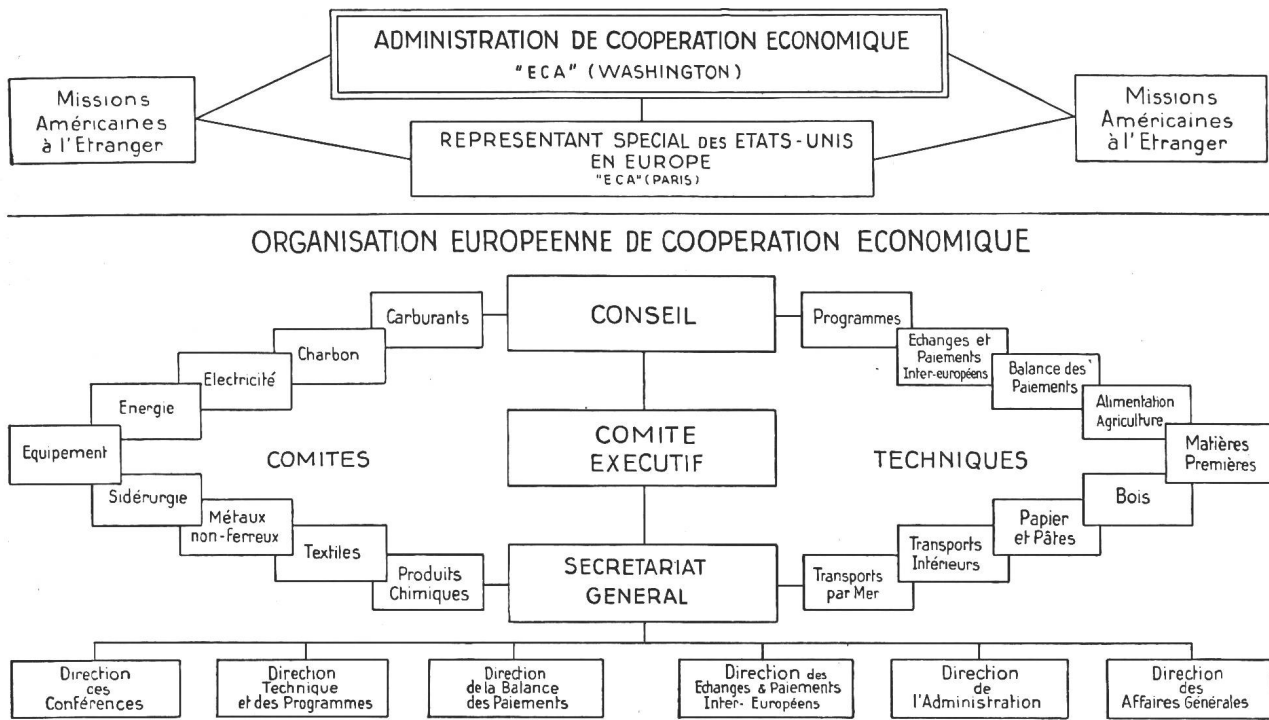 ADMINISTRATION DE COOPERATION ECONOMIQUE
"ECA" (WASHINGTON)
Missions
Américaines
à l'Etranger
REPRESENTANT SPECIAL DES ETATS-UNIS
EN EUROPE
"ECA" (PARIS)
Missions
Américaines
à l'Etranger
ORGANISATION EUROPEENNE DE COOPERATION ECONOMIQUE
CONSEIL
COMITE
EXECUTIF
SECRETARIAT
GENERAL
COMITES
Carburants
Charbon
Electricité
Energie
Equipement
Sidérurgie
Métaux
non-Ferreux
Textiles
Produits
Chimiques
TECHNIQUES
Programmes
Echanges et
Paiements
Inter-européens
Balance des
Paiements
Alimentation
Agriculture
Matières
Premières
Bois
Papier
et Pâtes
Transports
Intérieurs
Transports
par Mer
Direction
ces
Conférences
Direction
Technique
et des Programmes
Direction
de la Balance
des Paiements
Direction des
Echanges & Paiements
Inter-Européens
Direction
de
l'Administration
Direction
des
Affaires Générales